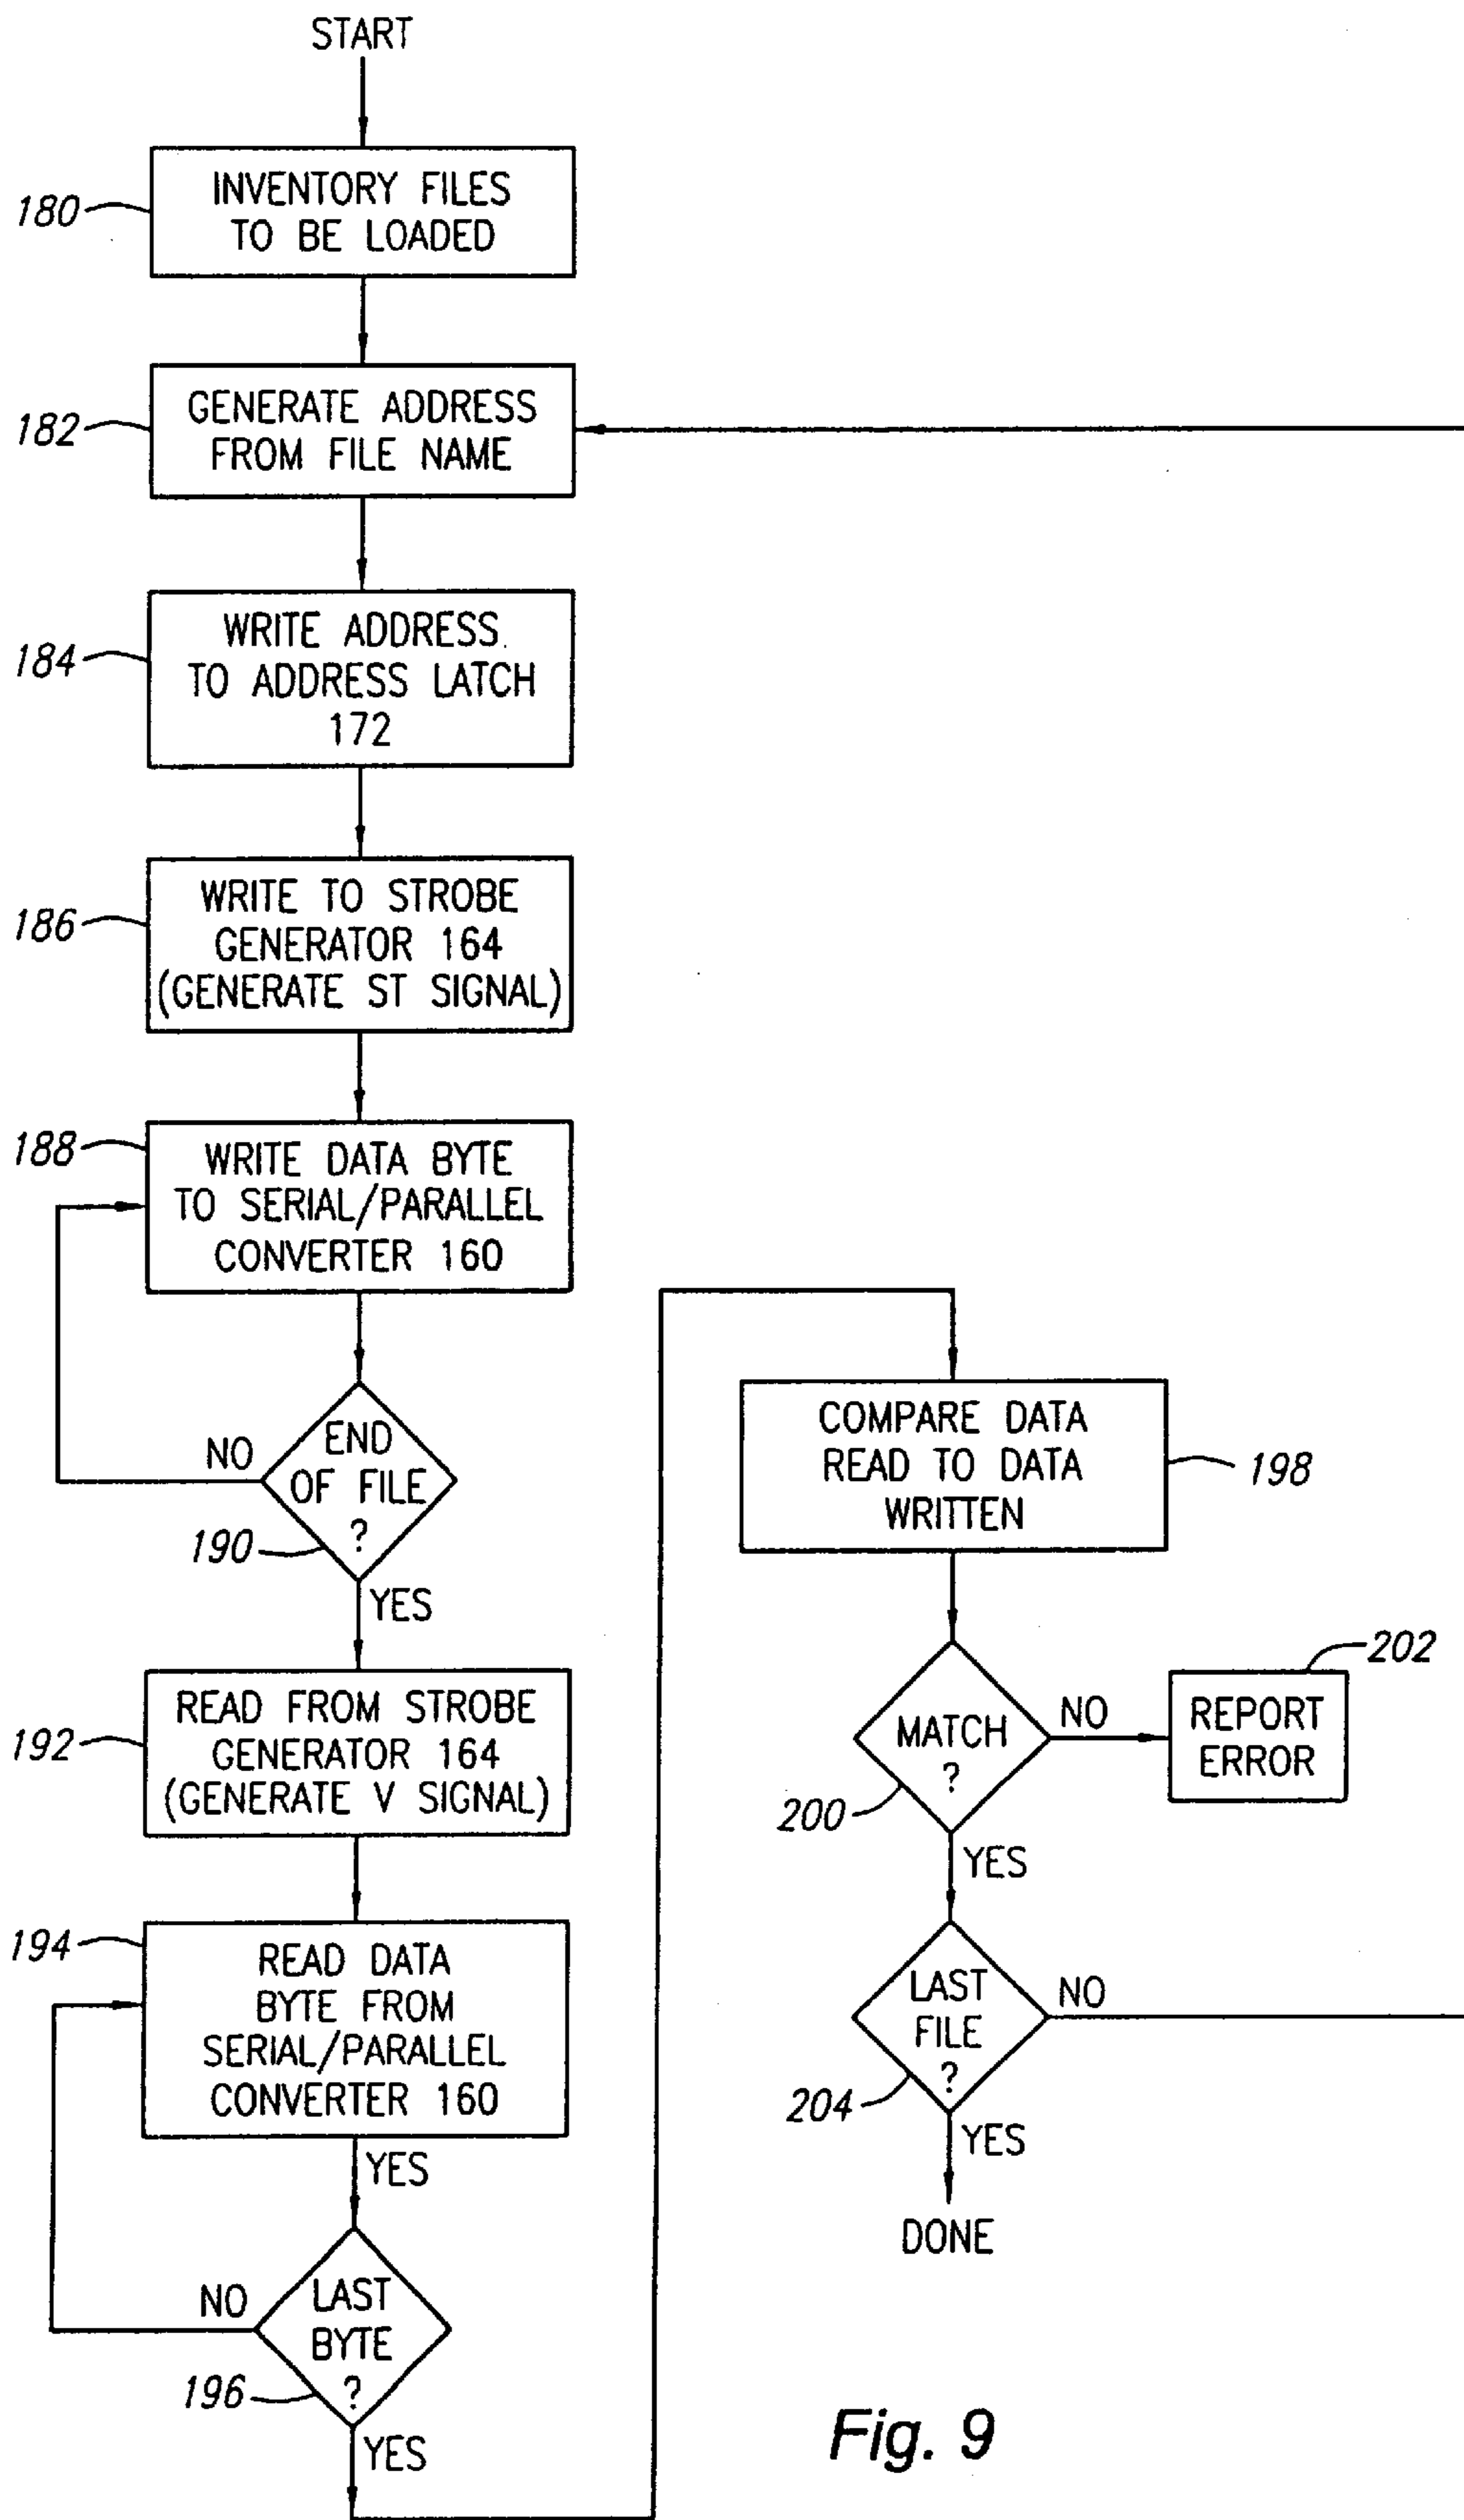 START
180
INVENTORY FILES
TO BE LOADED
182
GENERATE ADDRESS
FROM FILE NAME
184
WRITE ADDRESS
TO ADDRESS LATCH
172
186
WRITE TO STROBE
GENERATOR 164
(GENERATE ST SIGNAL)
188
WRITE DATA BYTE
TO SERIAL/PARALLEL
CONVERTER 160
NO
END
OF FILE
?
190
YES
192
READ FROM STROBE
GENERATOR 164
(GENERATE V SIGNAL)
194
READ DATA
BYTE FROM
SERIAL/PARALLEL
CONVERTER 160
YES
NO
LAST
BYTE
?
196
YES
COMPARE DATA
READ TO DATA
WRITTEN
198
MATCH
?
200
NO
202
REPORT
ERROR
YES
LAST
FILE
?
204
NO
YES
DONE
Fig. 9